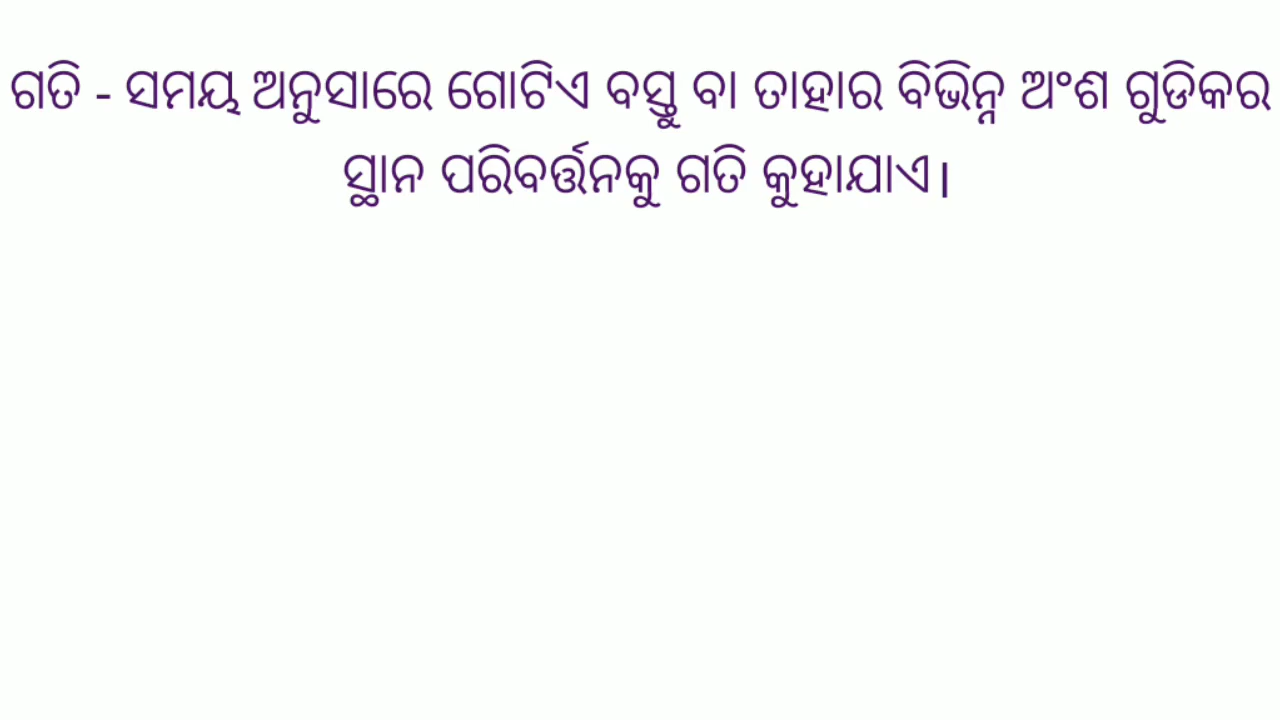 ଗତି - ସମୟ ଅନୁସାରେ ଗୋଟିଏ ବସ୍ତୁ ବା ତାହାର ବିଭିନ୍ନ ଅଂଶ ଗୁଡିକର
ସ୍ଥାନ ପରିବର୍ତ୍ତନକୁ ଗତି କୁହାଯାଏ।